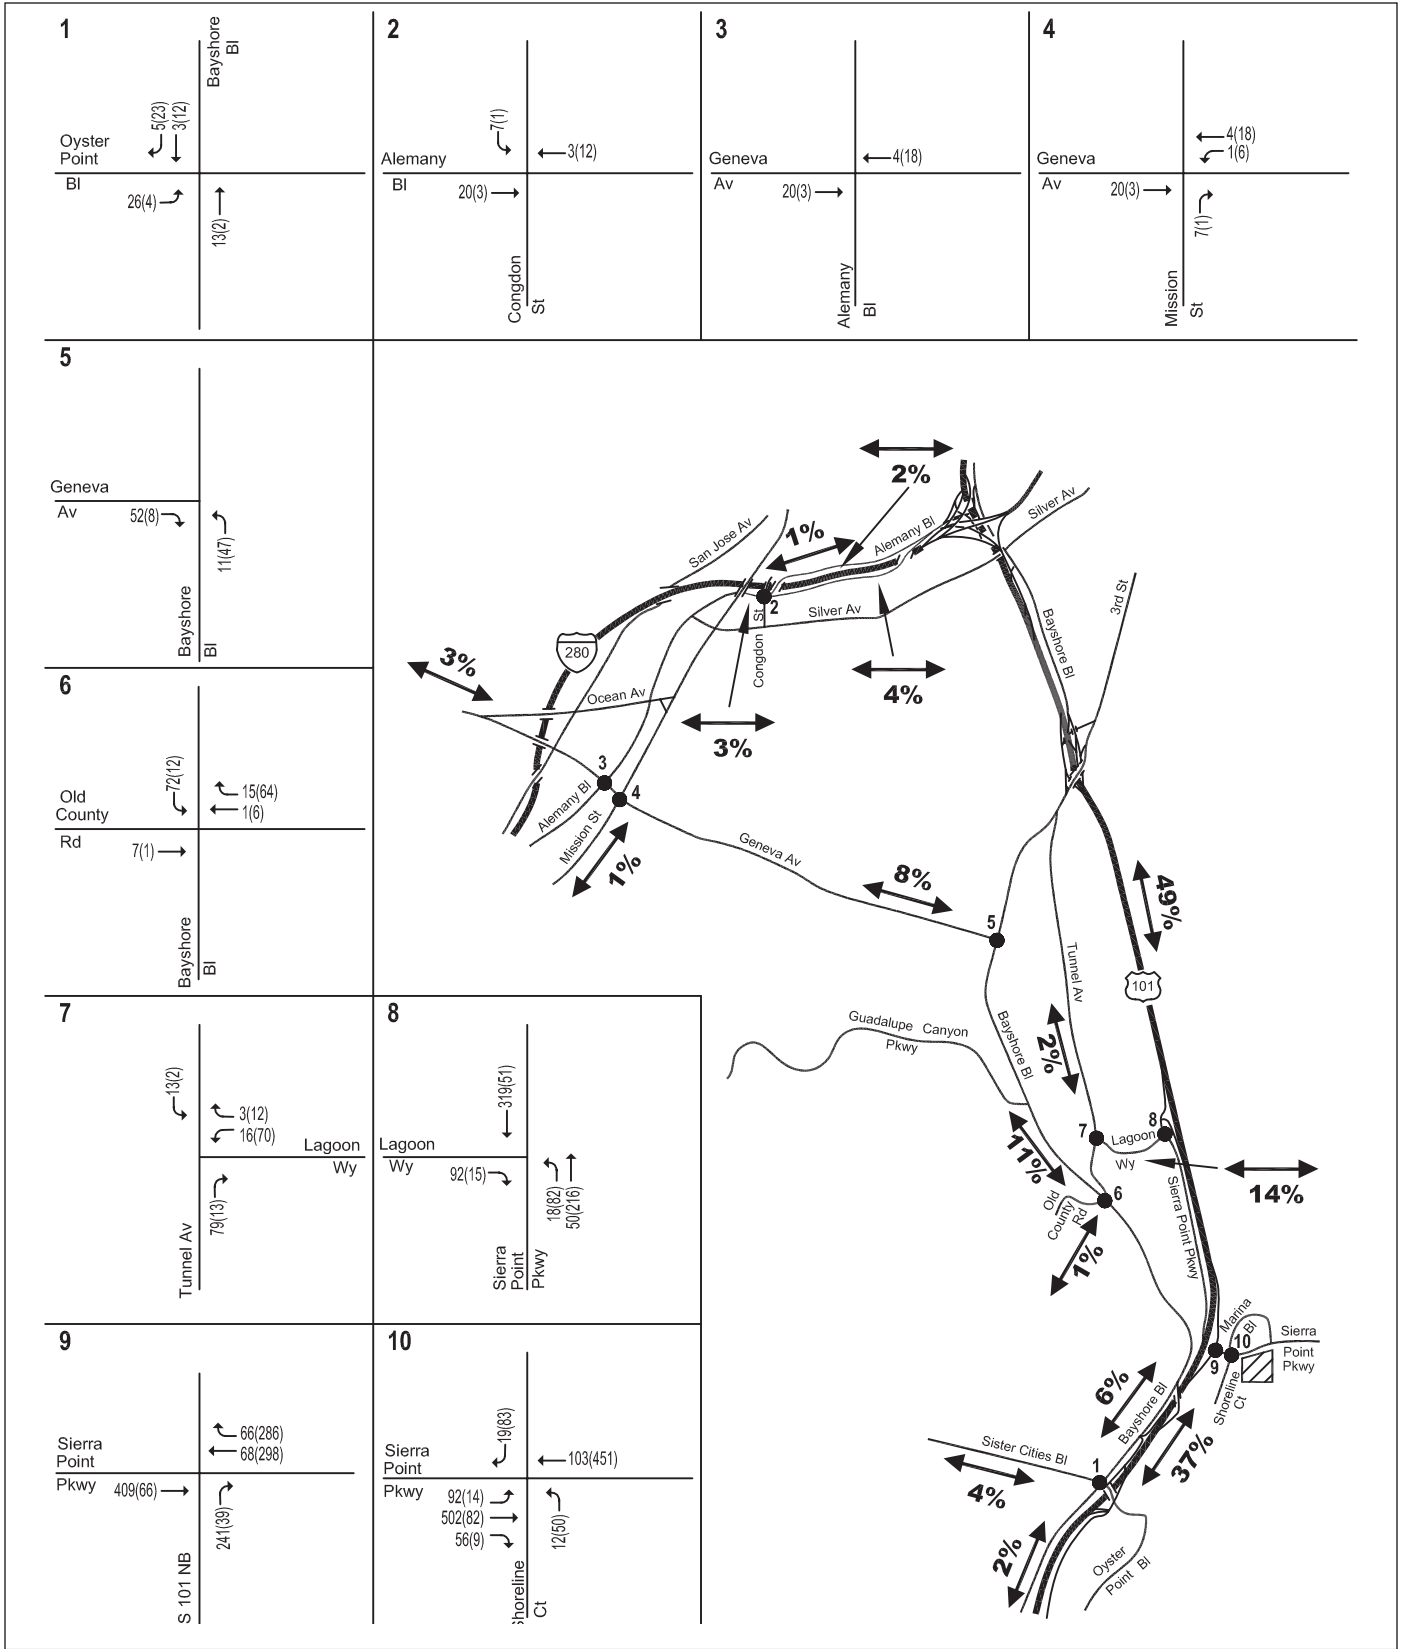 1
Bayshore
Bl
5(23)
3(12)
Oyster
Point
Bl
26(4)
13(2)
2
7(1)
3(12)
Alemany
Bl
20(3)
Congdon
St
3
4(18)
Geneva
Av
20(3)
Alemany
Bl
4
4(18)
1(6)
Geneva
Av
20(3)
7(1)
Mission
St
5
Geneva
Av
52(8)
11(47)
Bayshore
Bl
6
72(12)
15(64)
1(6)
Old
County
Rd
7(1)
Bayshore
Bl
7
13(2)
3(12)
16(70)
Lagoon
Wy
79(13)
Tunnel Av
8
319(51)
Lagoon
Wy
92(15)
18(82)
50(216)
Sierra
Point
Pkwy
9
66(286)
68(298)
Sierra
Point
Pkwy
409(66)
241(39)
S 101 NB
10
19(83)
103(451)
Sierra
Point
Pkwy
92(14)
502(82)
56(9)
12(50)
Shoreline
Ct
2%
1%
San Jose Av
Alemany Bl
Silver Av
2
Silver Av
Congdon St
Bayshore Bl
3rd St
280
3%
Ocean Av
4%
3%
3
4
Alemany Bl
Mission St
1%
Geneva Av
8%
5
49%
101
Tunnel Av
Bayshore Bl
Guadalupe Canyon
Pkwy
2%
7
8
Lagoon
Wy
11%
14%
6
Old
County
Rd
1%
Sierra Point Pkwy
Marina
Bl
10
9
Sierra
Point
Pkwy
Shoreline
Ct
6%
Bayshore Bl
37%
Sister Cities Bl
1
4%
2%
Oyster
Point Bl